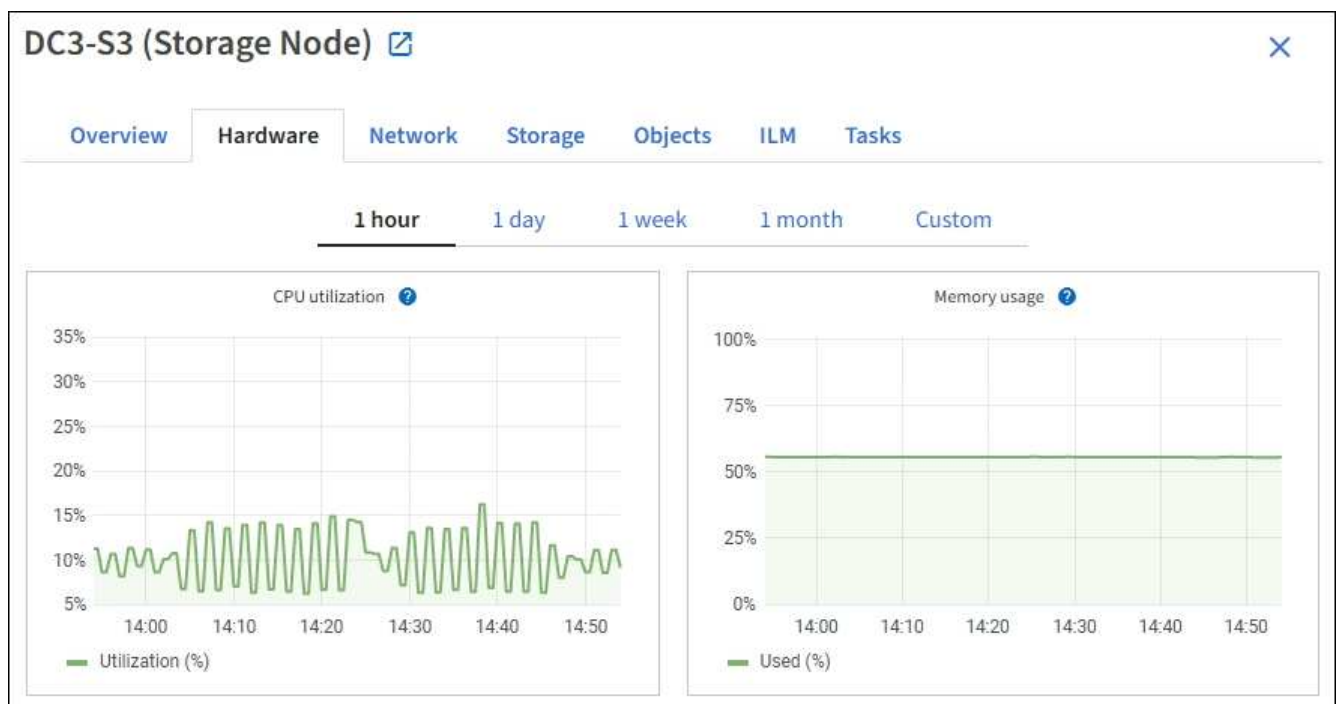 DC3-S3 (Storage Node)
Overview Hardware Network Storage Objects ILM Tasks
1 hour 1 day 1 week 1 month Custom
CPU utilization ?
35%
30%
25%
20%
15%
10%
5%
14:00 14:10 14:20 14:30 14:40 14:50
Utilization (%)
Memory usage ?
100%
75%
50%
25%
0%
14:00 14:10 14:20 14:30 14:40 14:50
Used (%)